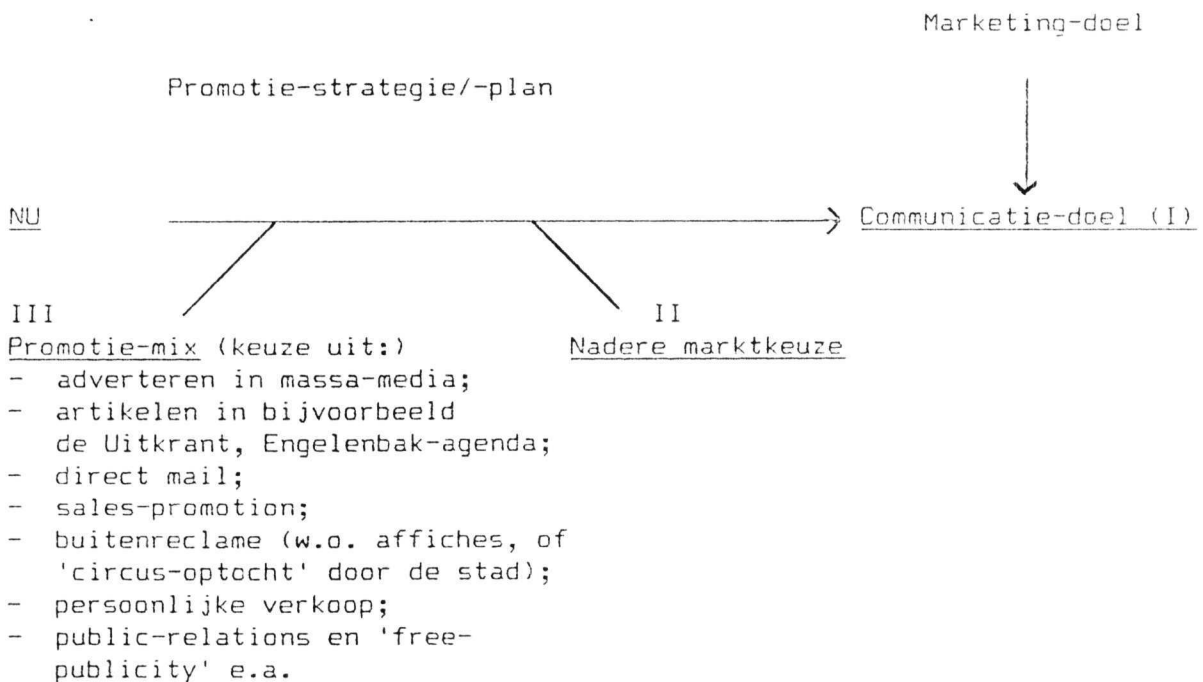 Marketing-doel
Promotie-strategie/-plan
NU
Communicatie-doel (I)
III
II
Promotie-mix (keuze uit:)
Nadere marktkeuze
- adverteren in massa-media;
- artikelen in bijvoorbeeld
de Uitkrant, Engelenbak-agenda;
- direct mail;
- sales-promotion;
- buitenreclame (w.o. affiches, of
'circus-optocht' door de stad);
- persoonlijke verkoop;
- public-relations en 'free-
publicity' e.a.